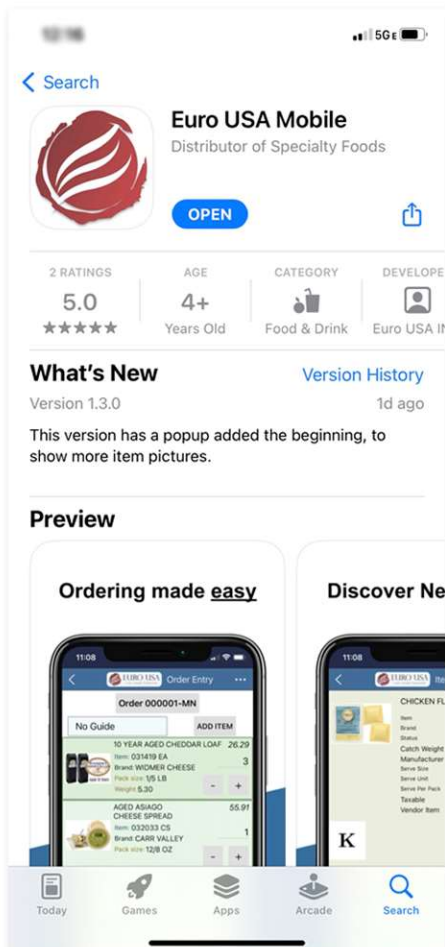 5G E
Search
Euro USA Mobile
Distributor of Specialty Foods
OPEN
2 RATINGS
5.0
AGE
4+
Years Old
CATEGORY
Food & Drink
DEVELOPE
Euro USA IN
What's New
Version History
Version 1.3.0
1d ago
This version has a popup added the beginning, to
show more item pictures.
Preview
Ordering made easy
11:08
EURO USA Order Entry
Order 000001-MN
No Guide
ADD ITEM
10 YEAR AGED CHEDDAR LOAF 26.29
Item: 031419 EA
3
Brand: WIDMER CHEESE
Pack size: 1/5 LB
Weight 5.30
- +
AGED ASIAGO 55.91
CHEESE SPREAD
Item: 032033 CS
1
Brand: CARR VALLEY
Pack size: 12/8 OZ
- +
Discover Ne
11:08
EURO USA Ite
CHICKEN FL
Item
Brand
Status
Catch Weight
Manufacturer
Serve Size
Serve Unit
Serve Per Pack
Taxable
Vendor Item
K
Today
Games
Apps
Arcade
Search